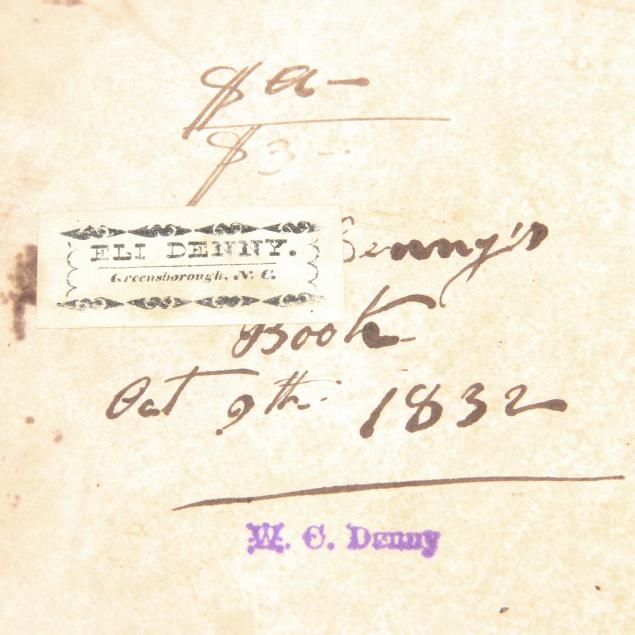 $ a-
$ 3 -
ELI DENNY.
Greensborough, N. C.
Denny's
Book
Oct 9th 1832
W. C. Denny